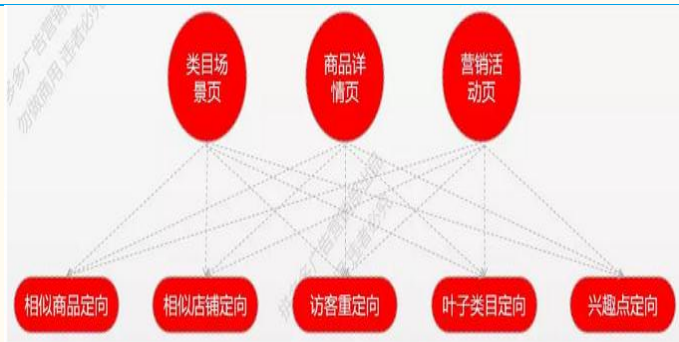 类目场
景页
商品详
情页
营销活
动页
相似商品定向
相似店铺定向
访客重定向
叶子类目定向
兴趣点定向